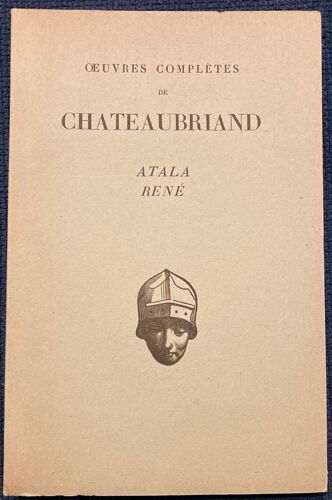 ŒUVRES COMPLÈTES
DE
CHATEAUBRIAND
ATALA
RENÉ